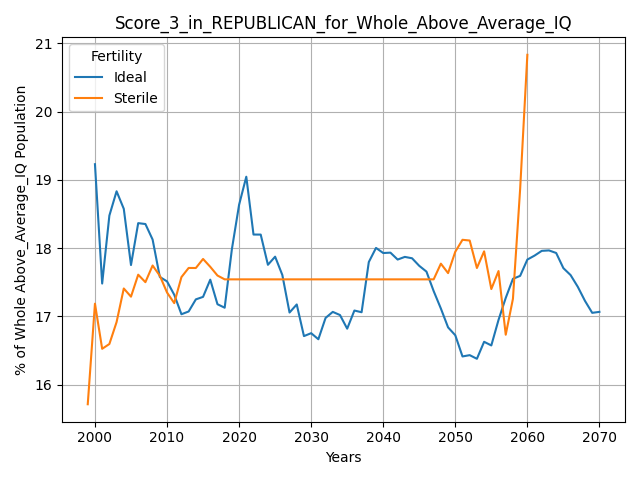 Score_3_in_REPUBLICAN_for_Whole_Above_Average_IQ
% of Whole Above_Average_IQ Population
21
20
19
18
17
16
Fertility
Ideal
Sterile
2000 2010 2020 2030 2040 2050 2060 2070
Years